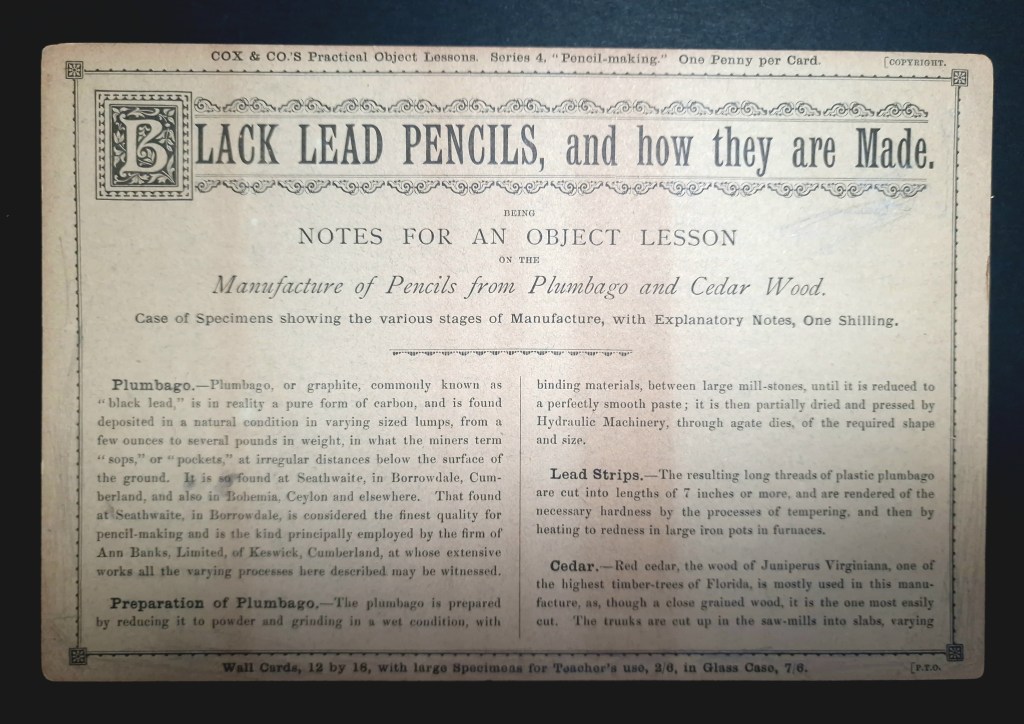 COX & CO.'S Practical Object Lessons. Series 4, "Pencil-making." One Penny per Card. [COPYRIGHT.
BLACK LEAD PENCILS, and how they are Made.
BEING
NOTES FOR AN OBJECT LESSON
ON THE
Manufacture of Pencils from Plumbago and Cedar Wood.
Case of Specimens showing the various stages of Manufacture, with Explanatory Notes, One Shilling.
Plumbago.—Plumbago, or graphite, commonly known as
"black lead," is in reality a pure form of carbon, and is found
deposited in a natural condition in varying sized lumps, from a
few ounces to several pounds in weight, in what the miners term
"sops," or "pockets," at irregular distances below the surface of
the ground. It is so found at Seathwaite, in Borrowdale, Cum-
berland, and also in Bohemia, Ceylon and elsewhere. That found
at Seathwaite, in Borrowdale, is considered the finest quality for
pencil-making and is the kind principally employed by the firm of
Ann Banks, Limited, of Keswick, Cumberland, at whose extensive
works all the varying processes here described may be witnessed.
Preparation of Plumbago.—The plumbago is prepared
by reducing it to powder and grinding in a wet condition, with
binding materials, between large mill-stones, until it is reduced to
a perfectly smooth paste; it is then partially dried and pressed by
Hydraulic Machinery, through agate dies, of the required shape
and size.
Lead Strips.—The resulting long threads of plastic plumbago
are cut into lengths of 7 inches or more, and are rendered of the
necessary hardness by the processes of tempering, and then by
heating to redness in large iron pots in furnaces.
Cedar.—Red cedar, the wood of Juniperus Virginiana, one of
the highest timber-trees of Florida, is mostly used in this manu-
facture, as, though a close grained wood, it is the one most easily
cut. The trunks are cut up in the saw-mills into slabs, varying
Wall Cards, 12 by 18, with large Specimens for Teacher's use, 3/6, in Glass Case, 7/6. [P.T.O.